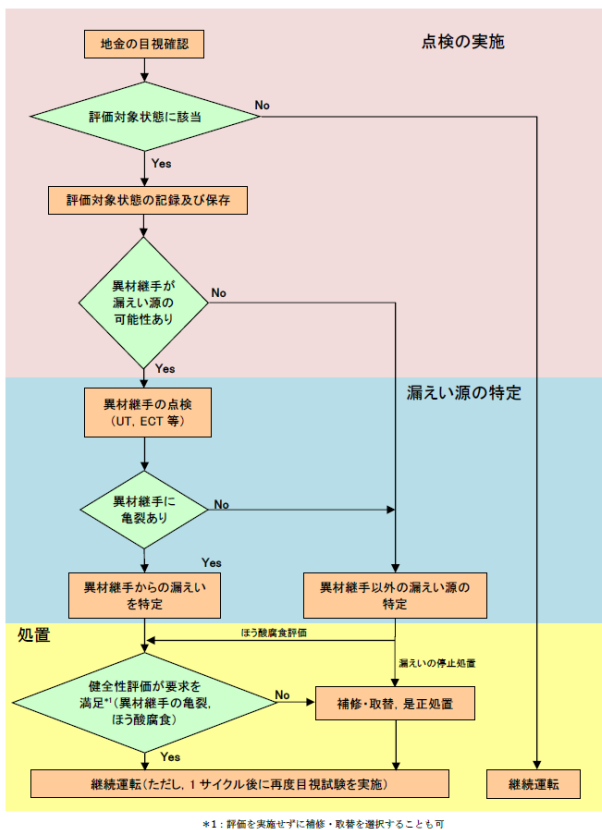 点検の実施
地金の目視確認
評価対象状態に該当
No
Yes
評価対象状態の記録及び保存
異材継手が
漏えい源の
可能性あり
No
Yes
漏えい源の特定
異材継手の点検
(UT, ECT 等)
異材継手に
亀裂あり
No
Yes
異材継手からの漏えい
を特定
異材継手以外の漏えい源の
特定
処置
ほう酸腐食評価
漏えいの停止処置
健全性評価が要求を
満足*1(異材継手の亀裂,
ほう酸腐食)
No
補修・取替, 是正処置
Yes
継続運転(ただし, 1 サイクル後に再度目視試験を実施)
継続運転
*1:評価を実施せずに補修・取替を選択することも可